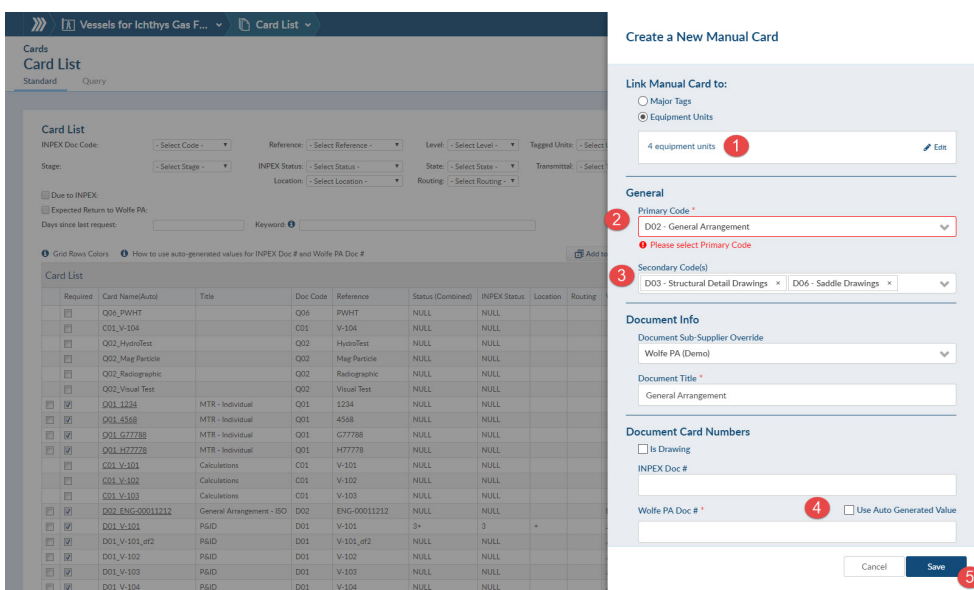 Vessels for Ichthys Gas F... Card List
Cards
Card List
Standard Query
Card List
INPEX Doc Code: - Select Code - Reference: - Select Reference - Level: - Select Level - Tagged Units: - Select
Stage: - Select Stage - INPEX Status: - Select Status - State: - Select State - Transmittal: - Select
Location: - Select Location - Routing: - Select Routing -
Due to INPEX:
Expected Return to Wolfe PA:
Days since last request: Keyword:
Grid Rows Colors How to use auto-generated values for INPEX Doc # and Wolfe PA Doc # Add to
Card List
Required Card Name(Auto) Title Doc Code Reference Status (Combined) INPEX Status Location Routing
Q06_PWHT Q06 PWHT NULL NULL
C01_V-104 C01 V-104 NULL NULL
Q02_HydroTest Q02 HydroTest NULL NULL
Q02_Mag Particle Q02 Mag Particle NULL NULL
Q02_Radiographic Q02 Radiographic NULL NULL
Q02_Visual Test Q02 Visual Test NULL NULL
Q01_1234 MTR - Individual Q01 1234 NULL NULL
Q01_4568 MTR - Individual Q01 4568 NULL NULL
Q01_G77788 MTR - Individual Q01 G77788 NULL NULL
Q01_H77778 MTR - Individual Q01 H77778 NULL NULL
C01_V-101 Calculations C01 V-101 NULL NULL
C01_V-102 Calculations C01 V-102 NULL NULL
C01_V-103 Calculations C01 V-103 NULL NULL
D02_ENG-00011212 General Arrangement - ISO D02 ENG-00011212 NULL NULL
D01_V-101 P&ID D01 V-101 3+ 3 +
D01_V-101_df2 P&ID D01 V-101_df2 NULL NULL
D01_V-102 P&ID D01 V-102 NULL NULL
D01_V-103 P&ID D01 V-103 NULL NULL
D01_V-104 P&ID D01 V-104 NULL NULL
Create a New Manual Card
Link Manual Card to:
Major Tags
Equipment Units
4 equipment units 1 Edit
General
Primary Code *
2 D02 - General Arrangement
Please select Primary Code
Secondary Code(s)
3 D03 - Structural Detail Drawings × D06 - Saddle Drawings ×
Document Info
Document Sub-Supplier Override
Wolfe PA (Demo)
Document Title *
General Arrangement
Document Card Numbers
Is Drawing
INPEX Doc #
Wolfe PA Doc # * 4 Use Auto Generated Value
Cancel Save 5